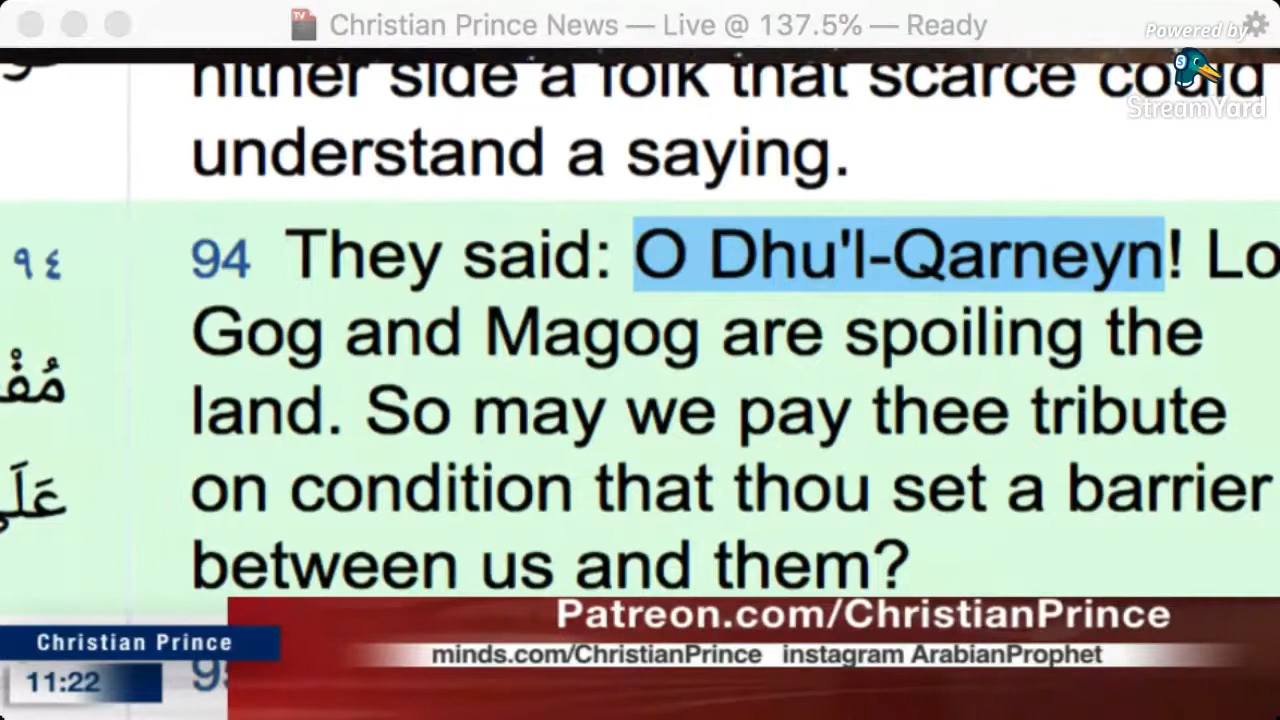 Christian Prince News — Live @ 137.5% — Ready
Powered by
StreamYard
hither side a folk that scarce could
understand a saying.
٩٤
94 They said: O Dhu'l-Qarneyn! Lo
Gog and Magog are spoiling the
land. So may we pay thee tribute
on condition that thou set a barrier
between us and them?
Patreon.com/ChristianPrince
Christian Prince
minds.com/ChristianPrince instagram ArabianProphet
11:22